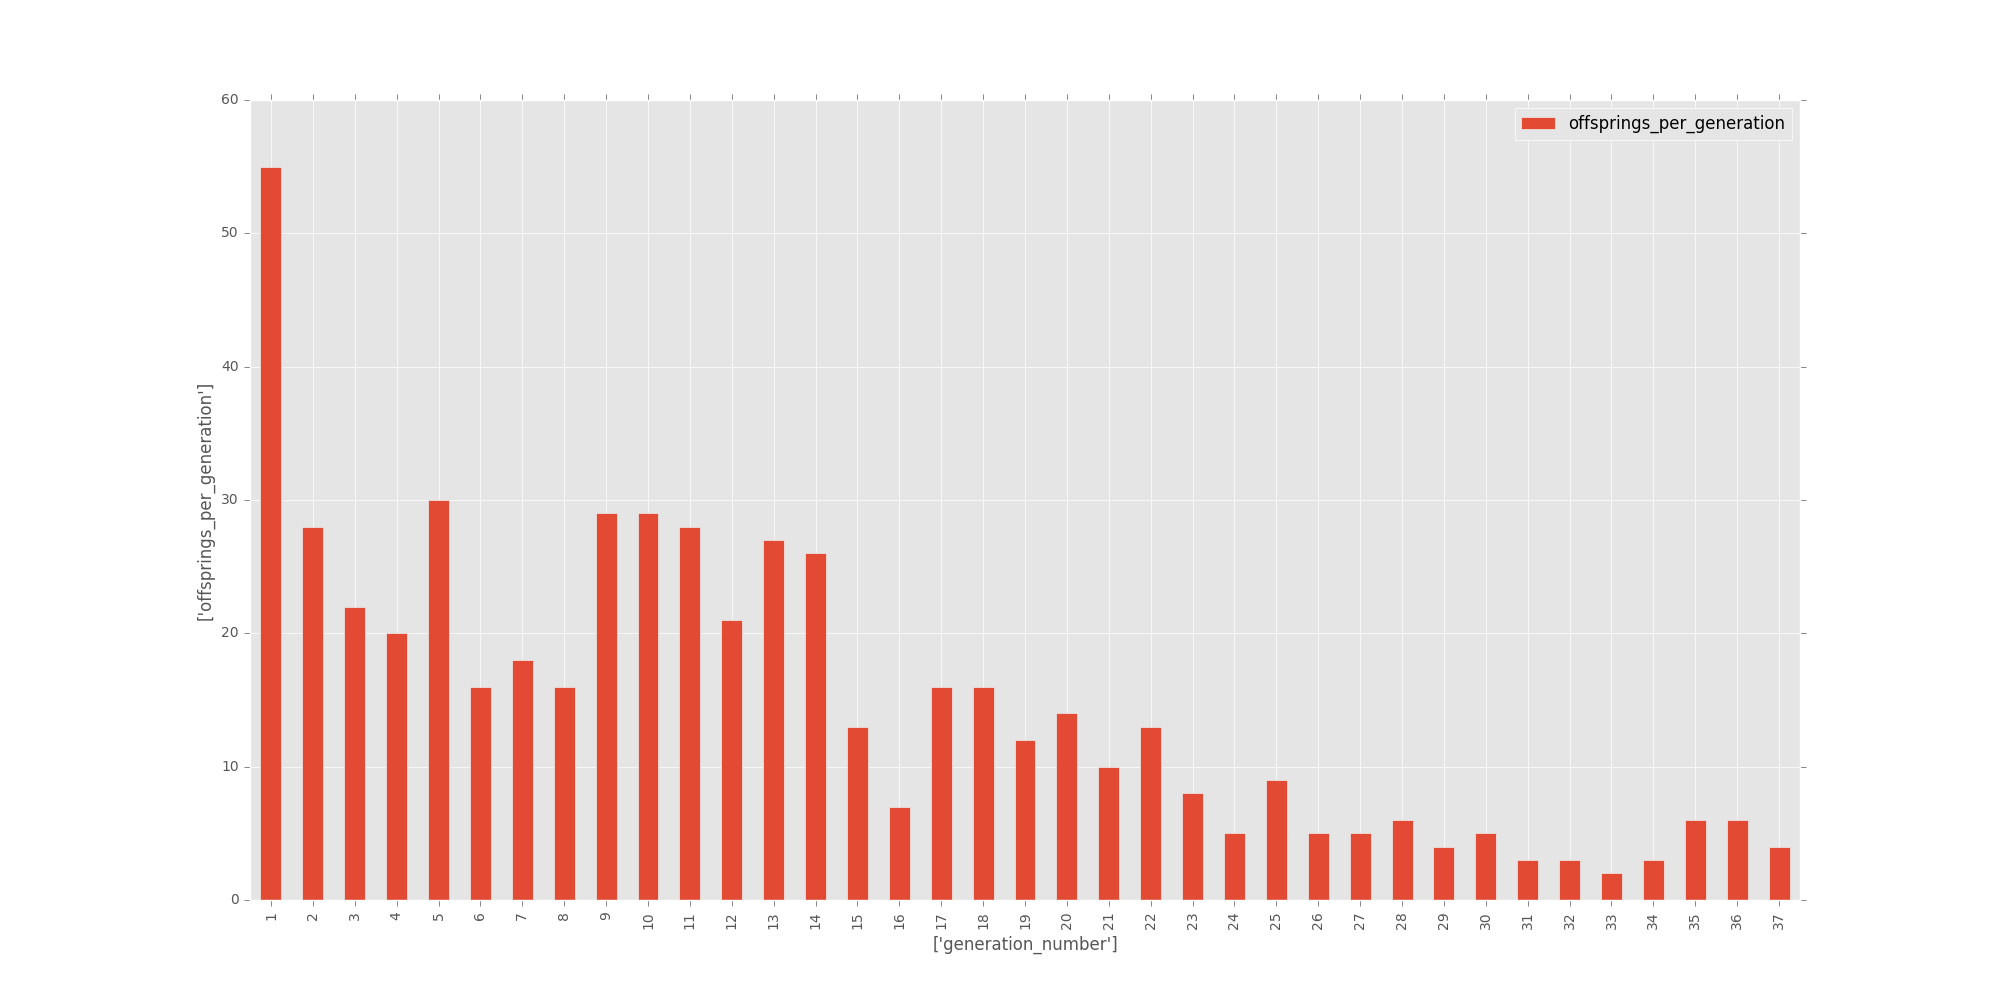 60
50
40
30
20
10
0
offsprings_per_generation
['offsprings_per_generation']
1 2 3 4 5 6 7 8 9 10 11 12 13 14 15 16 17 18 19 20 21 22 23 24 25 26 27 28 29 30 31 32 33 34 35 36 37
['generation_number']